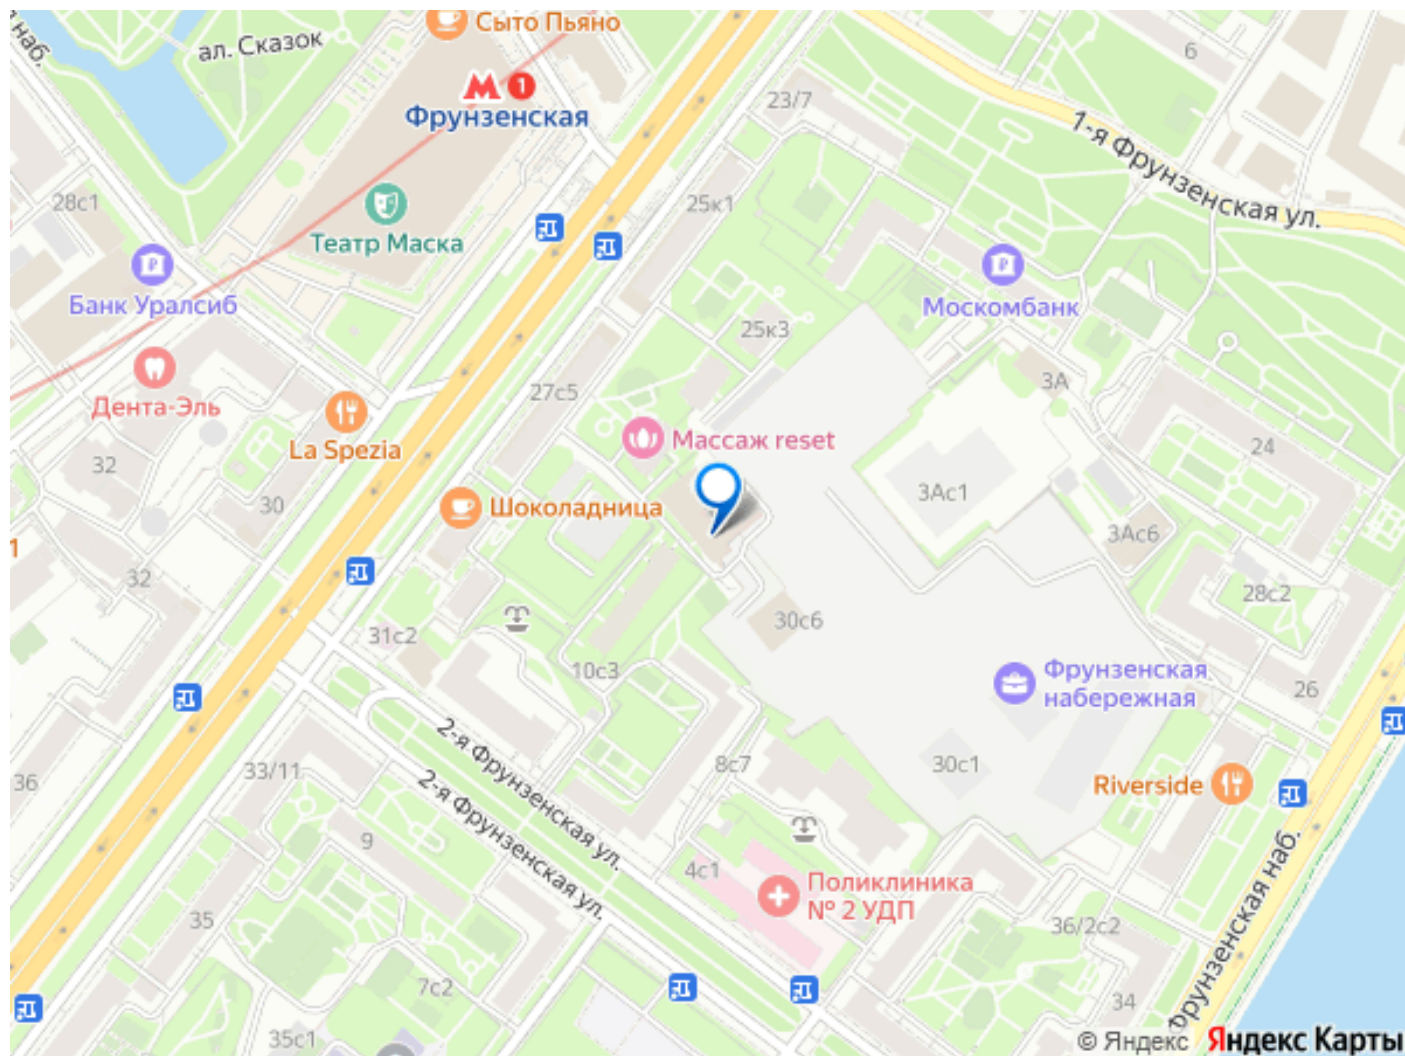 Сыто Пьяно
наб.
ал. Сказок
6
1
Фрунзенская
23/7
1-я Фрунзенская ул.
28с1
25к1
Театр Маска
Банк Уралсиб
Москомбанк
25к3
3А
27с5
Дента-Эль
La Spezia
Массаж reset
24
32
30
3Ас1
Шоколадница
3Ас6
1
32
28с2
30с6
31с2
10с3
Фрунзенская
набережная
26
2-я Фрунзенская ул.
8с7
30с1
33/11
36
Riverside
2-я Фрунзенская ул.
9
4с1
Поликлиника
№ 2 УДП
Фрунзенская наб.
35
36/2с2
7с2
34
35с1
© Яндекс Яндекс Карты